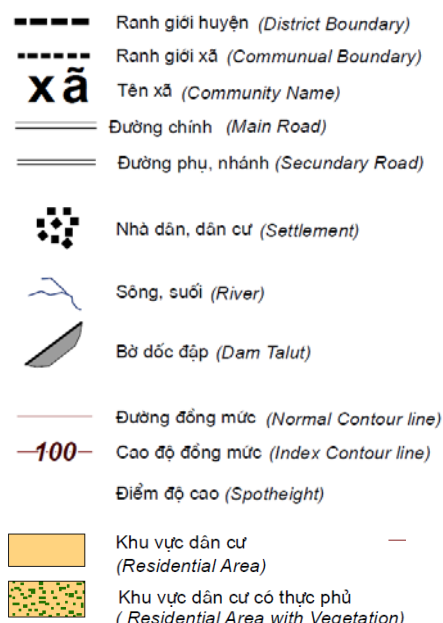 Ranh giới huyện (District Boundary)
Ranh giới xã (Communual Boundary)
xã Tên xã (Community Name)
Đường chính (Main Road)
Đường phụ, nhánh (Secundary Road)
Nhà dân, dân cư (Settlement)
Sông, suối (River)
Bờ dốc đập (Dam Talut)
Đường đồng mức (Normal Contour line)
100 Cao độ đồng mức (Index Contour line)
Điểm độ cao (Spotheight)
Khu vực dân cư
(Residential Area)
Khu vực dân cư có thực phủ
( Residential Area with Vegetation)